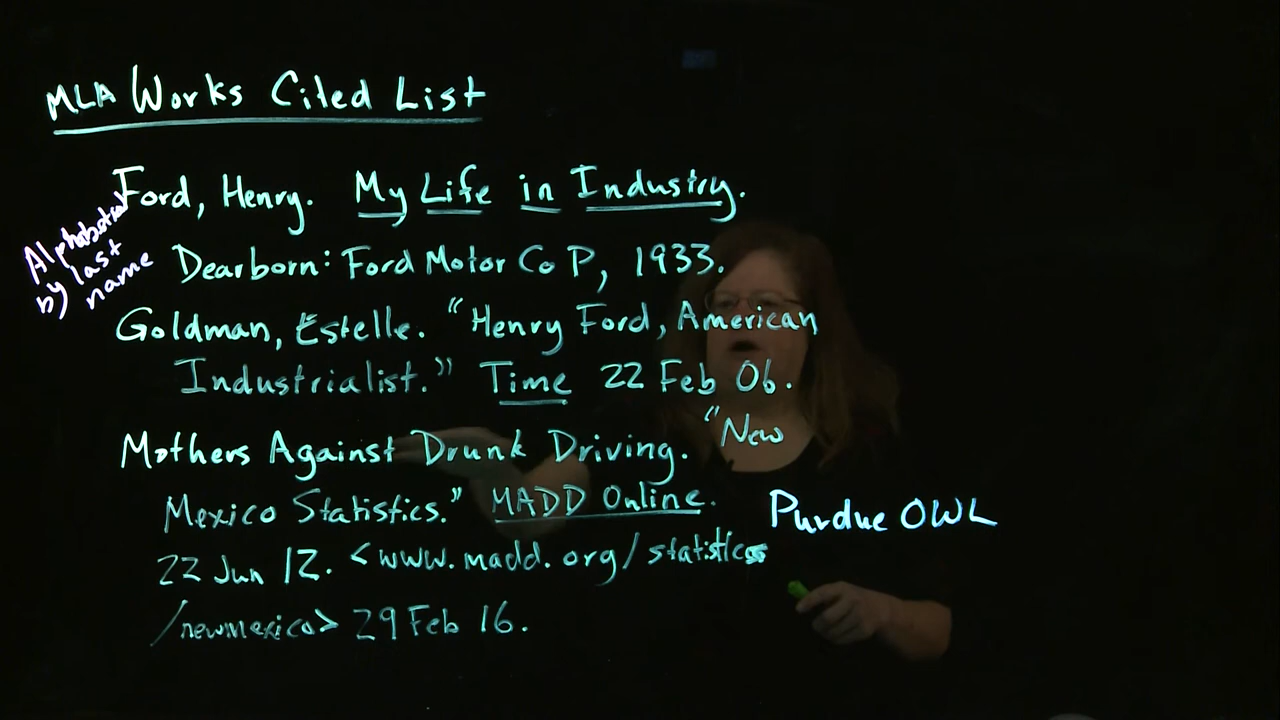 MLA Works Cited List
Ford, Henry. My Life in Industry.
Alphabetical
by last
name
Dearborn: Ford Motor Co P, 1933.
Goldman, Estelle. "Henry Ford, American
Industrialist." Time 22 Feb 06.
Mothers Against Drunk Driving. "New
Mexico Statistics." MADD Online.
22 Jun 12. <www.madd.org/statistics
/newmexico> 29 Feb 16.
Purdue OWL